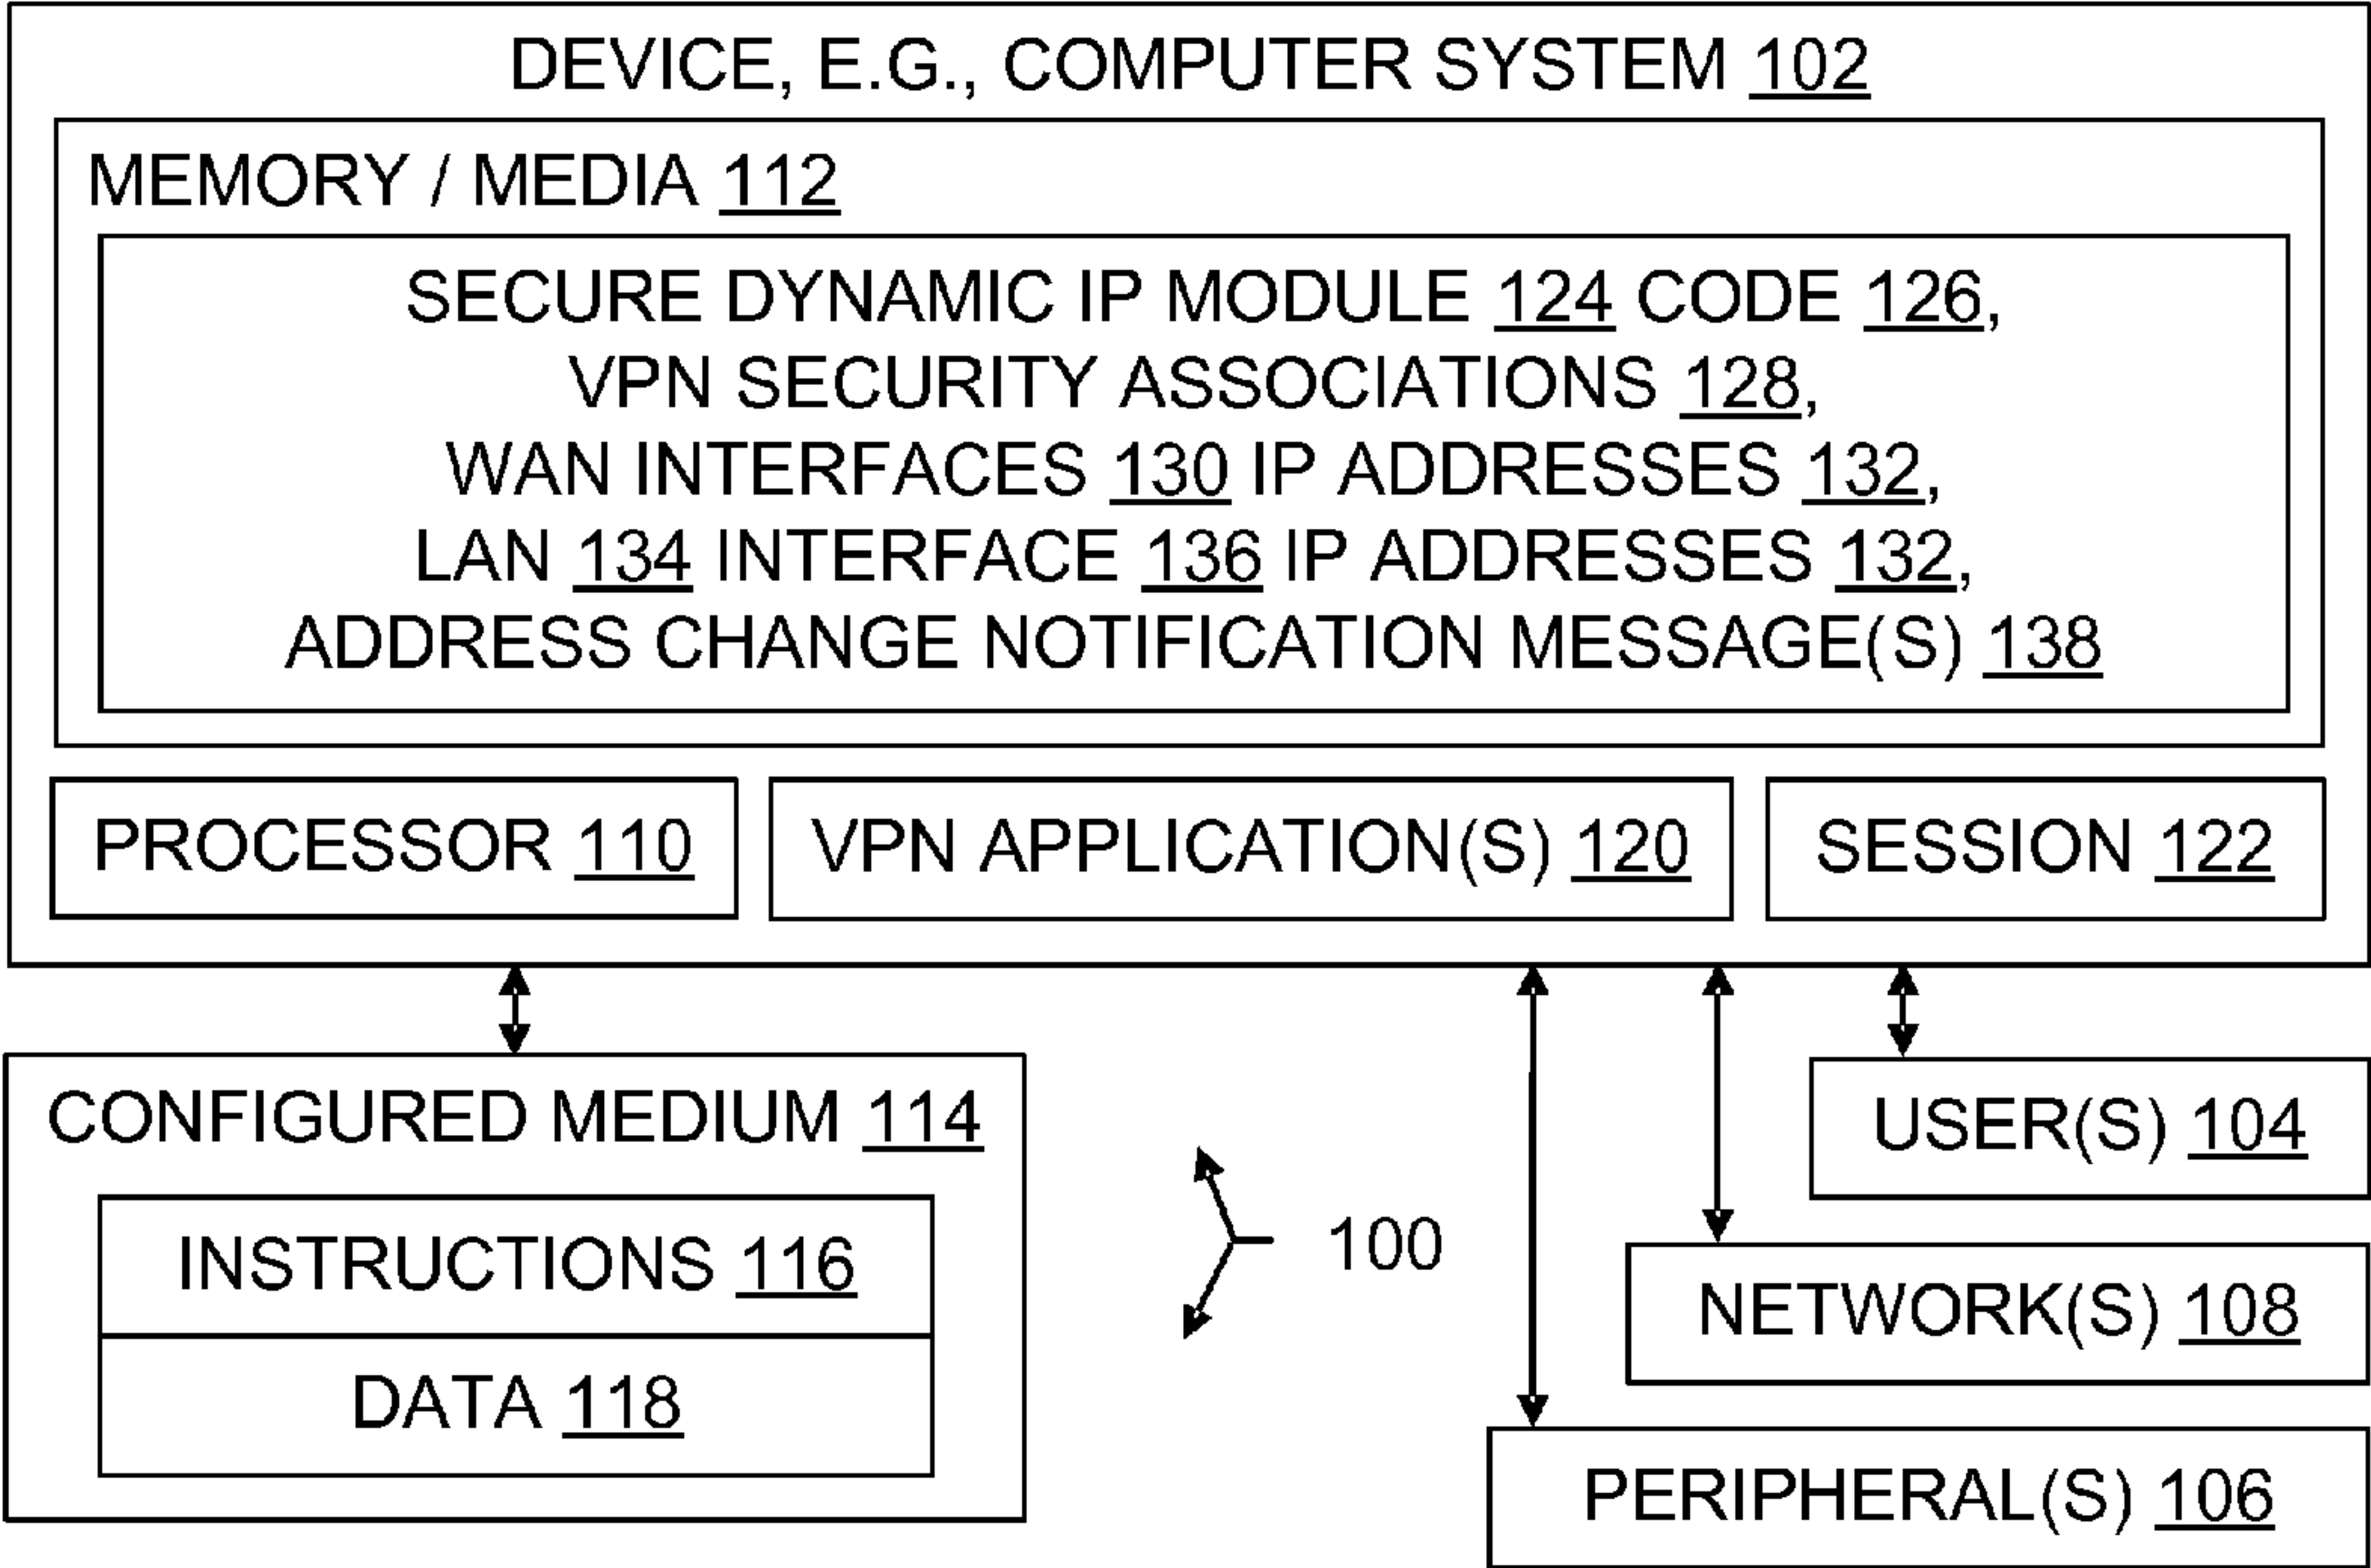 DEVICE, E.G., COMPUTER SYSTEM 102
MEMORY / MEDIA 112
SECURE DYNAMIC IP MODULE 124 CODE 126,
VPN SECURITY ASSOCIATIONS 128,
WAN INTERFACES 130 IP ADDRESSES 132,
LAN 134 INTERFACE 136 IP ADDRESSES 132,
ADDRESS CHANGE NOTIFICATION MESSAGE(S) 138
PROCESSOR 110
VPN APPLICATION(S) 120
SESSION 122
CONFIGURED MEDIUM 114
INSTRUCTIONS 116
DATA 118
100
USER(S) 104
NETWORK(S) 108
PERIPHERAL(S) 106